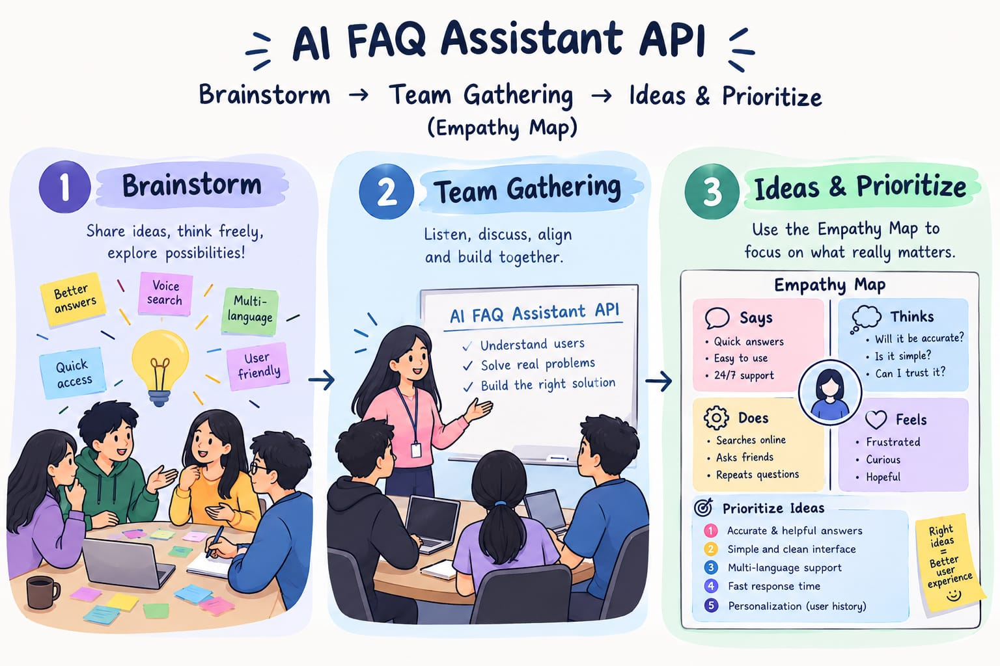 AI FAQ Assistant API
Brainstorm → Team Gathering → Ideas & Prioritize
(Empathy Map)
1 Brainstorm
Share ideas, think freely,
explore possibilities!
Better
answers
Voice
search
Multi-
language
Quick
access
User
friendly
2 Team Gathering
Listen, discuss, align
and build together.
AI FAQ Assistant API
✓ Understand users
✓ Solve real problems
✓ Build the right solution
3 Ideas & Prioritize
Use the Empathy Map to
focus on what really matters.
Empathy Map
Says
• Quick answers
• Easy to use
• 24/7 support
Thinks
• Will it be accurate?
• Is it simple?
• Can I trust it?
Does
• Searches online
• Asks friends
• Repeats questions
Feels
• Frustrated
• Curious
• Hopeful
Prioritize Ideas
1 Accurate & helpful answers
2 Simple and clean interface
3 Multi-language support
4 Fast response time
5 Personalization (user history)
Right
ideas
=
Better
user
experience